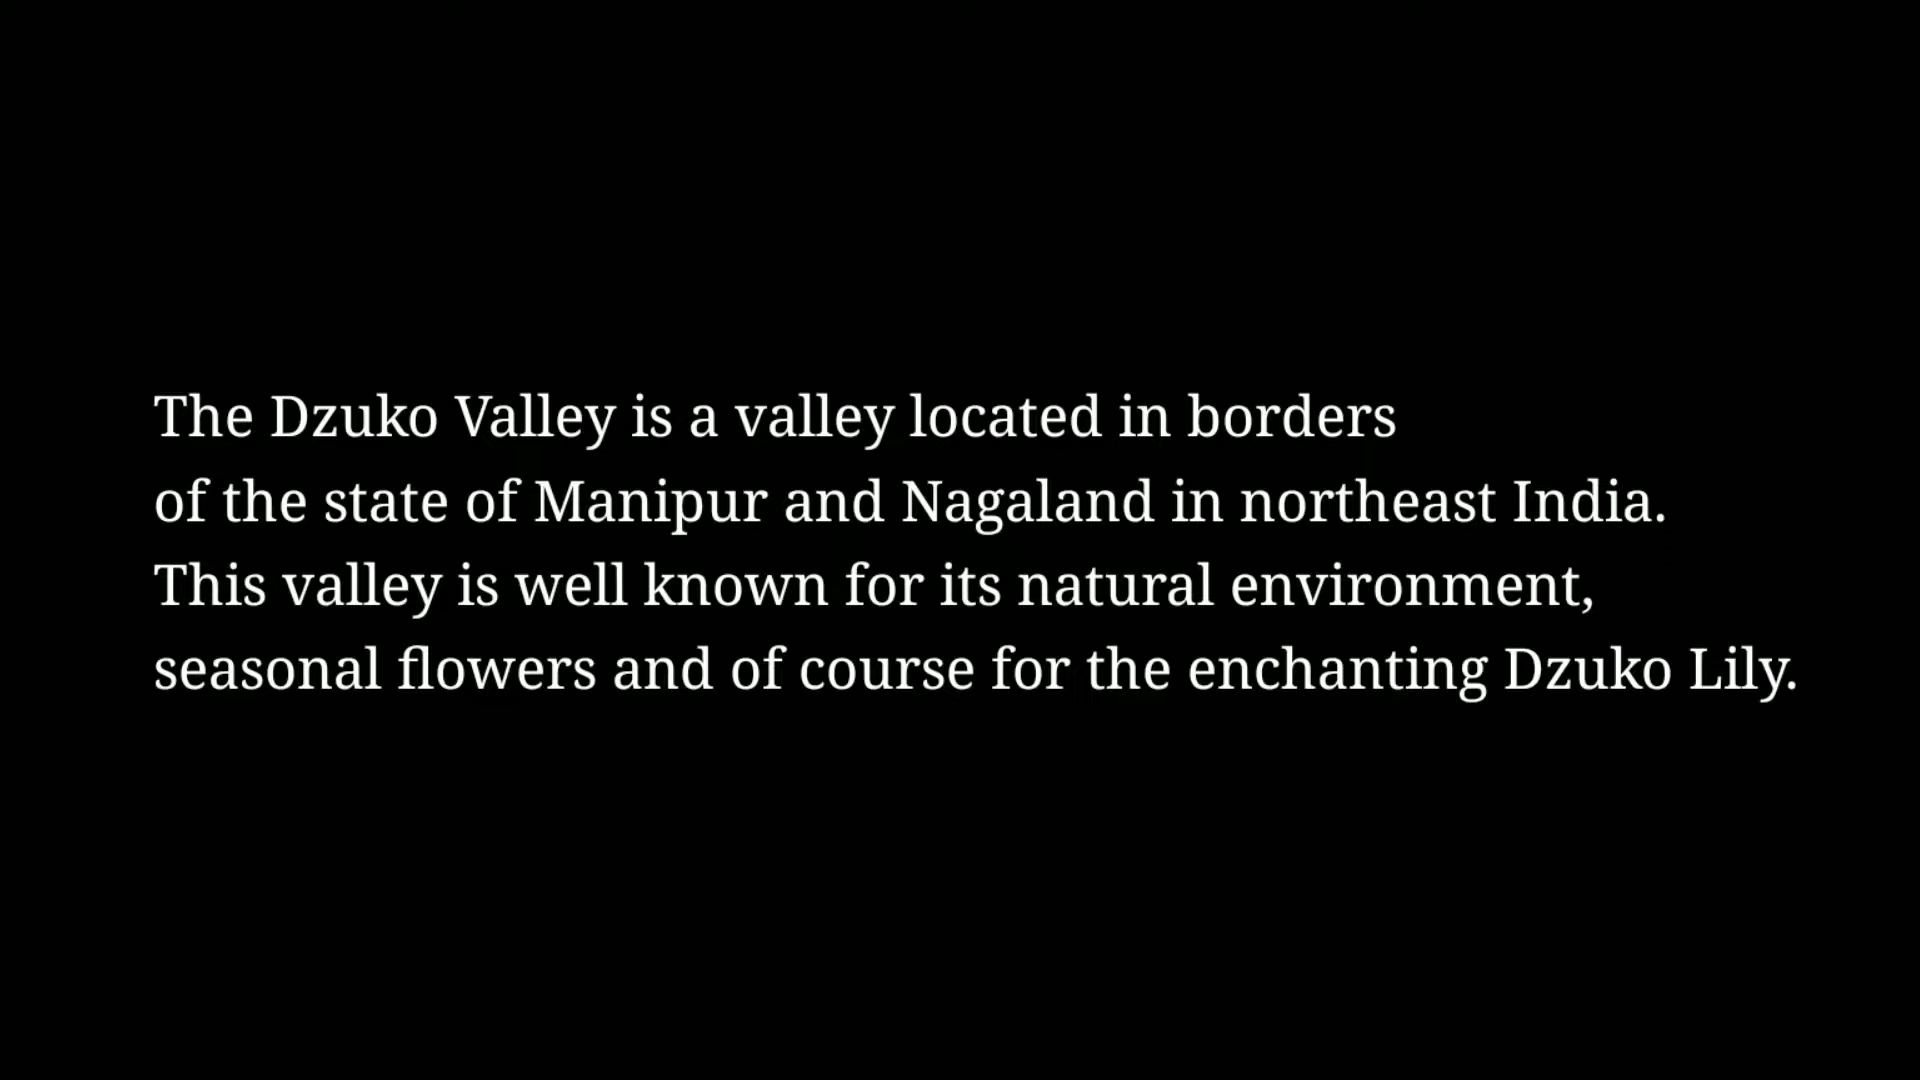 The Dzuko Valley is a valley located in borders
of the state of Manipur and Nagaland in northeast India.
This valley is well known for its natural environment,
seasonal flowers and of course for the enchanting Dzuko Lily.